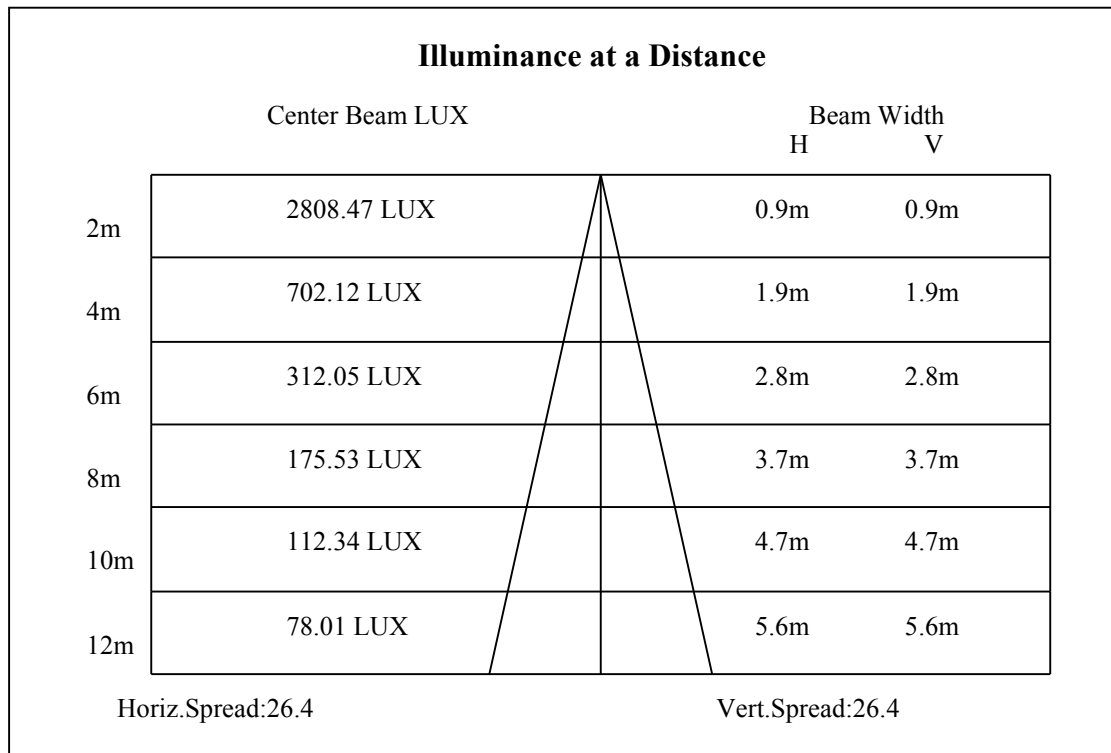 Illuminance at a Distance
Center Beam LUX Beam Width
H V
2m 2808.47 LUX 0.9m 0.9m
4m 702.12 LUX 1.9m 1.9m
6m 312.05 LUX 2.8m 2.8m
8m 175.53 LUX 3.7m 3.7m
10m 112.34 LUX 4.7m 4.7m
12m 78.01 LUX 5.6m 5.6m
Horiz.Spread:26.4 Vert.Spread:26.4